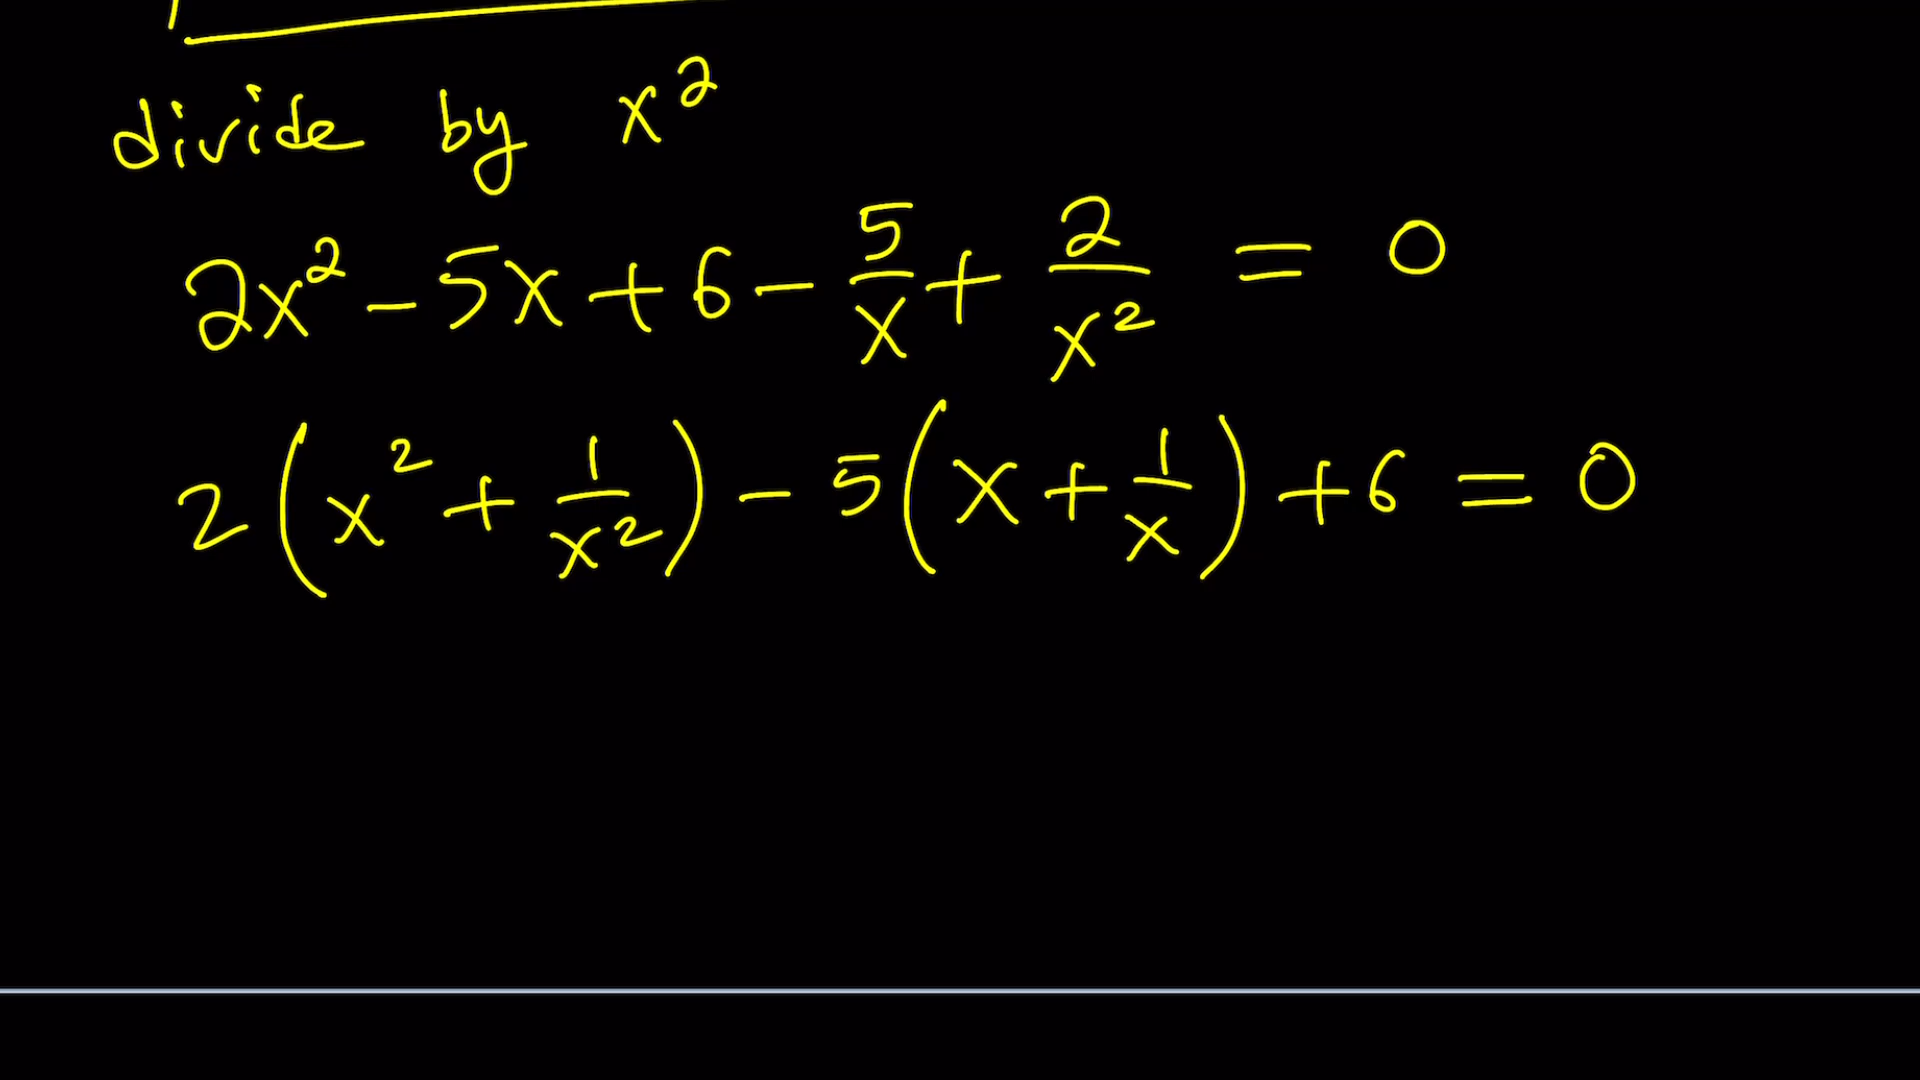 divide by x²
2x² - 5x + 6 - 5/x + 2/x² = 0
2(x² + 1/x²) - 5(x + 1/x) + 6 = 0